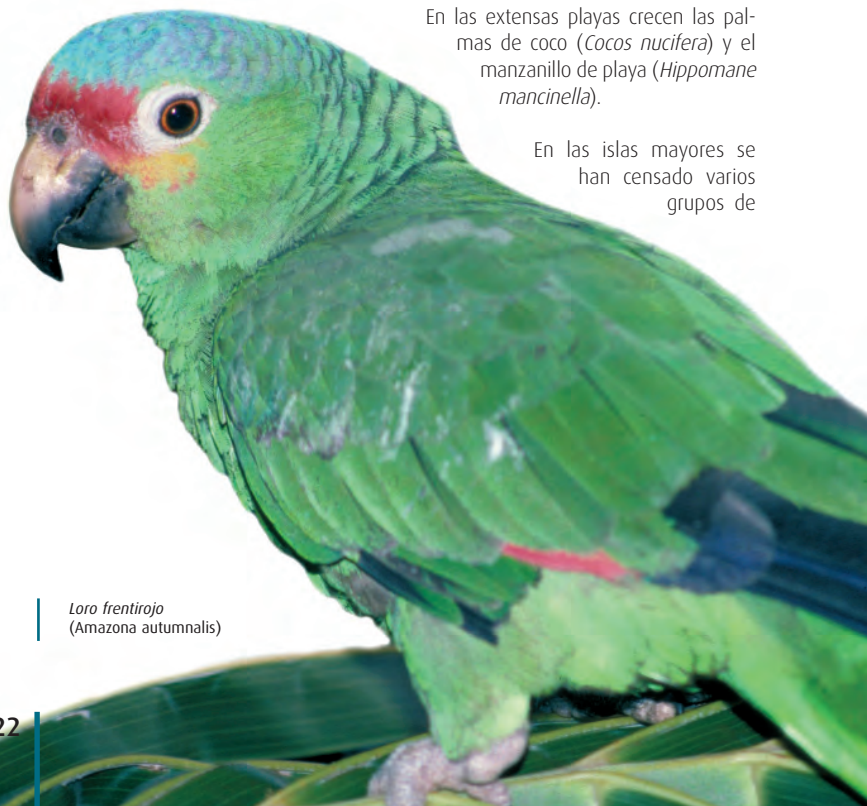 En las extensas playas crecen las pal-
mas de coco (Cocos nucifera) y el
manzanillo de playa (Hippomane
mancinella).
En las islas mayores se
han censado varios
grupos de
Loro frentirojo
(Amazona autumnalis)
22